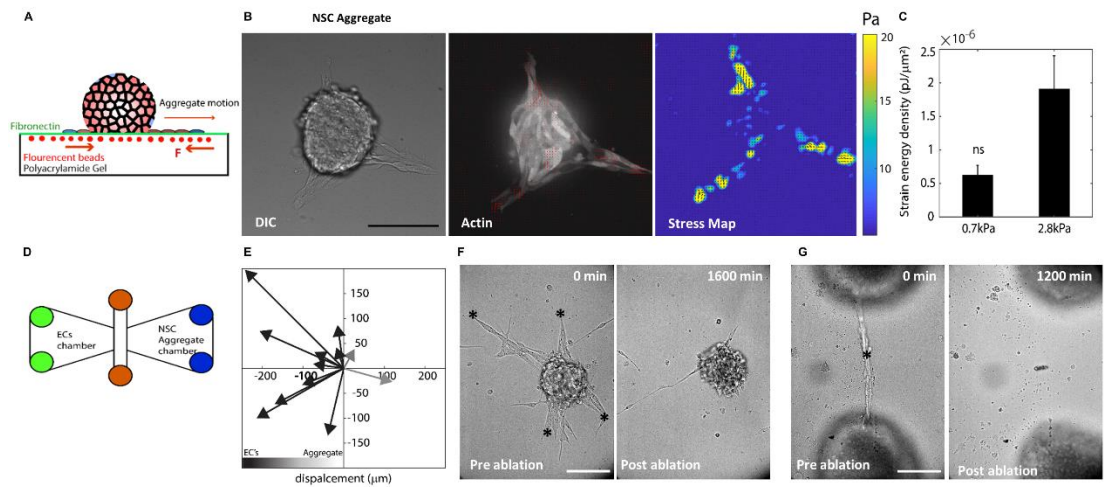 A
Aggregate motion
Fibronectin
F
Flourencent beads
Polyacrylamide Gel
B
NSC Aggregate
DIC
Actin
Stress Map
Pa
20
15
10
5
C
×10⁻⁶
Strain energy density (pJ/μm²)
2.5
2
1.5
1
0.5
0
ns
0.7kPa
2.8kPa
D
ECs
chamber
NSC
Aggregate
chamber
E
150
100
50
-200
-100
100
200
-50
-100
-150
EC's
Aggregate
dispalcement (μm)
F
0 min
1600 min
* * * *
Pre ablation
Post ablation
G
0 min
1200 min
*
Pre ablation
Post ablation